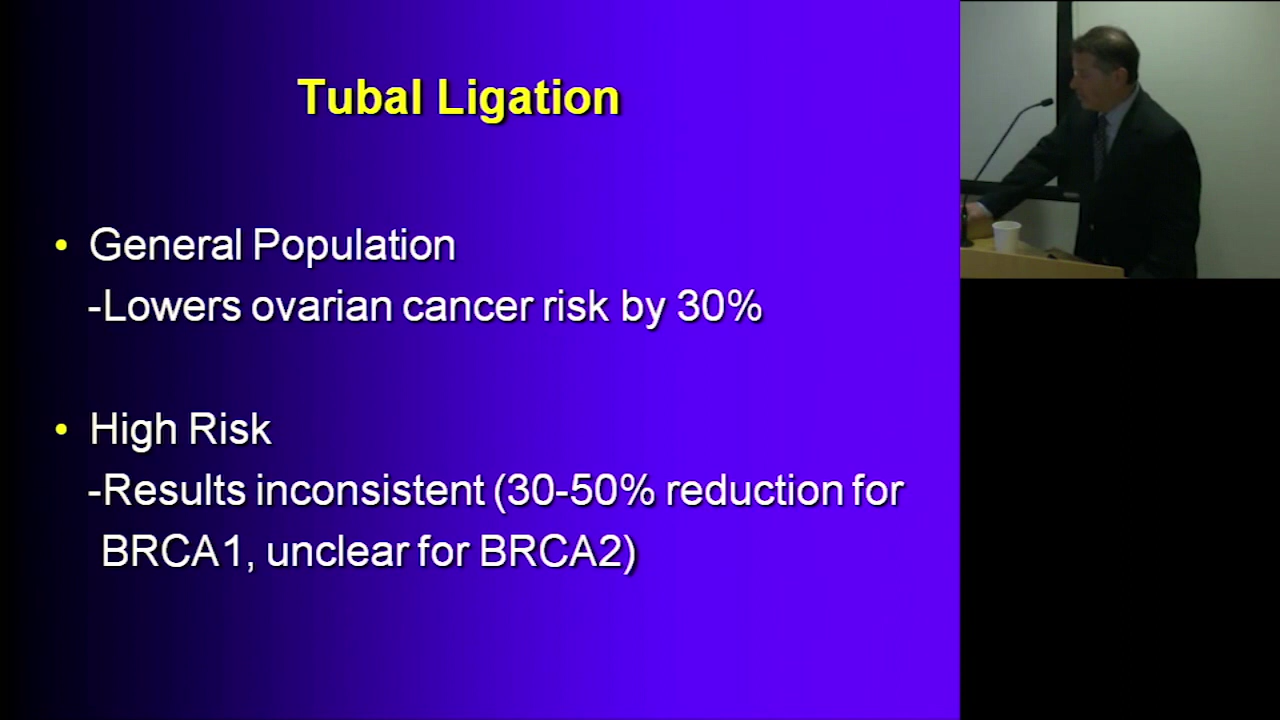 Tubal Ligation
• General Population
-Lowers ovarian cancer risk by 30%
• High Risk
-Results inconsistent (30-50% reduction for
BRCA1, unclear for BRCA2)